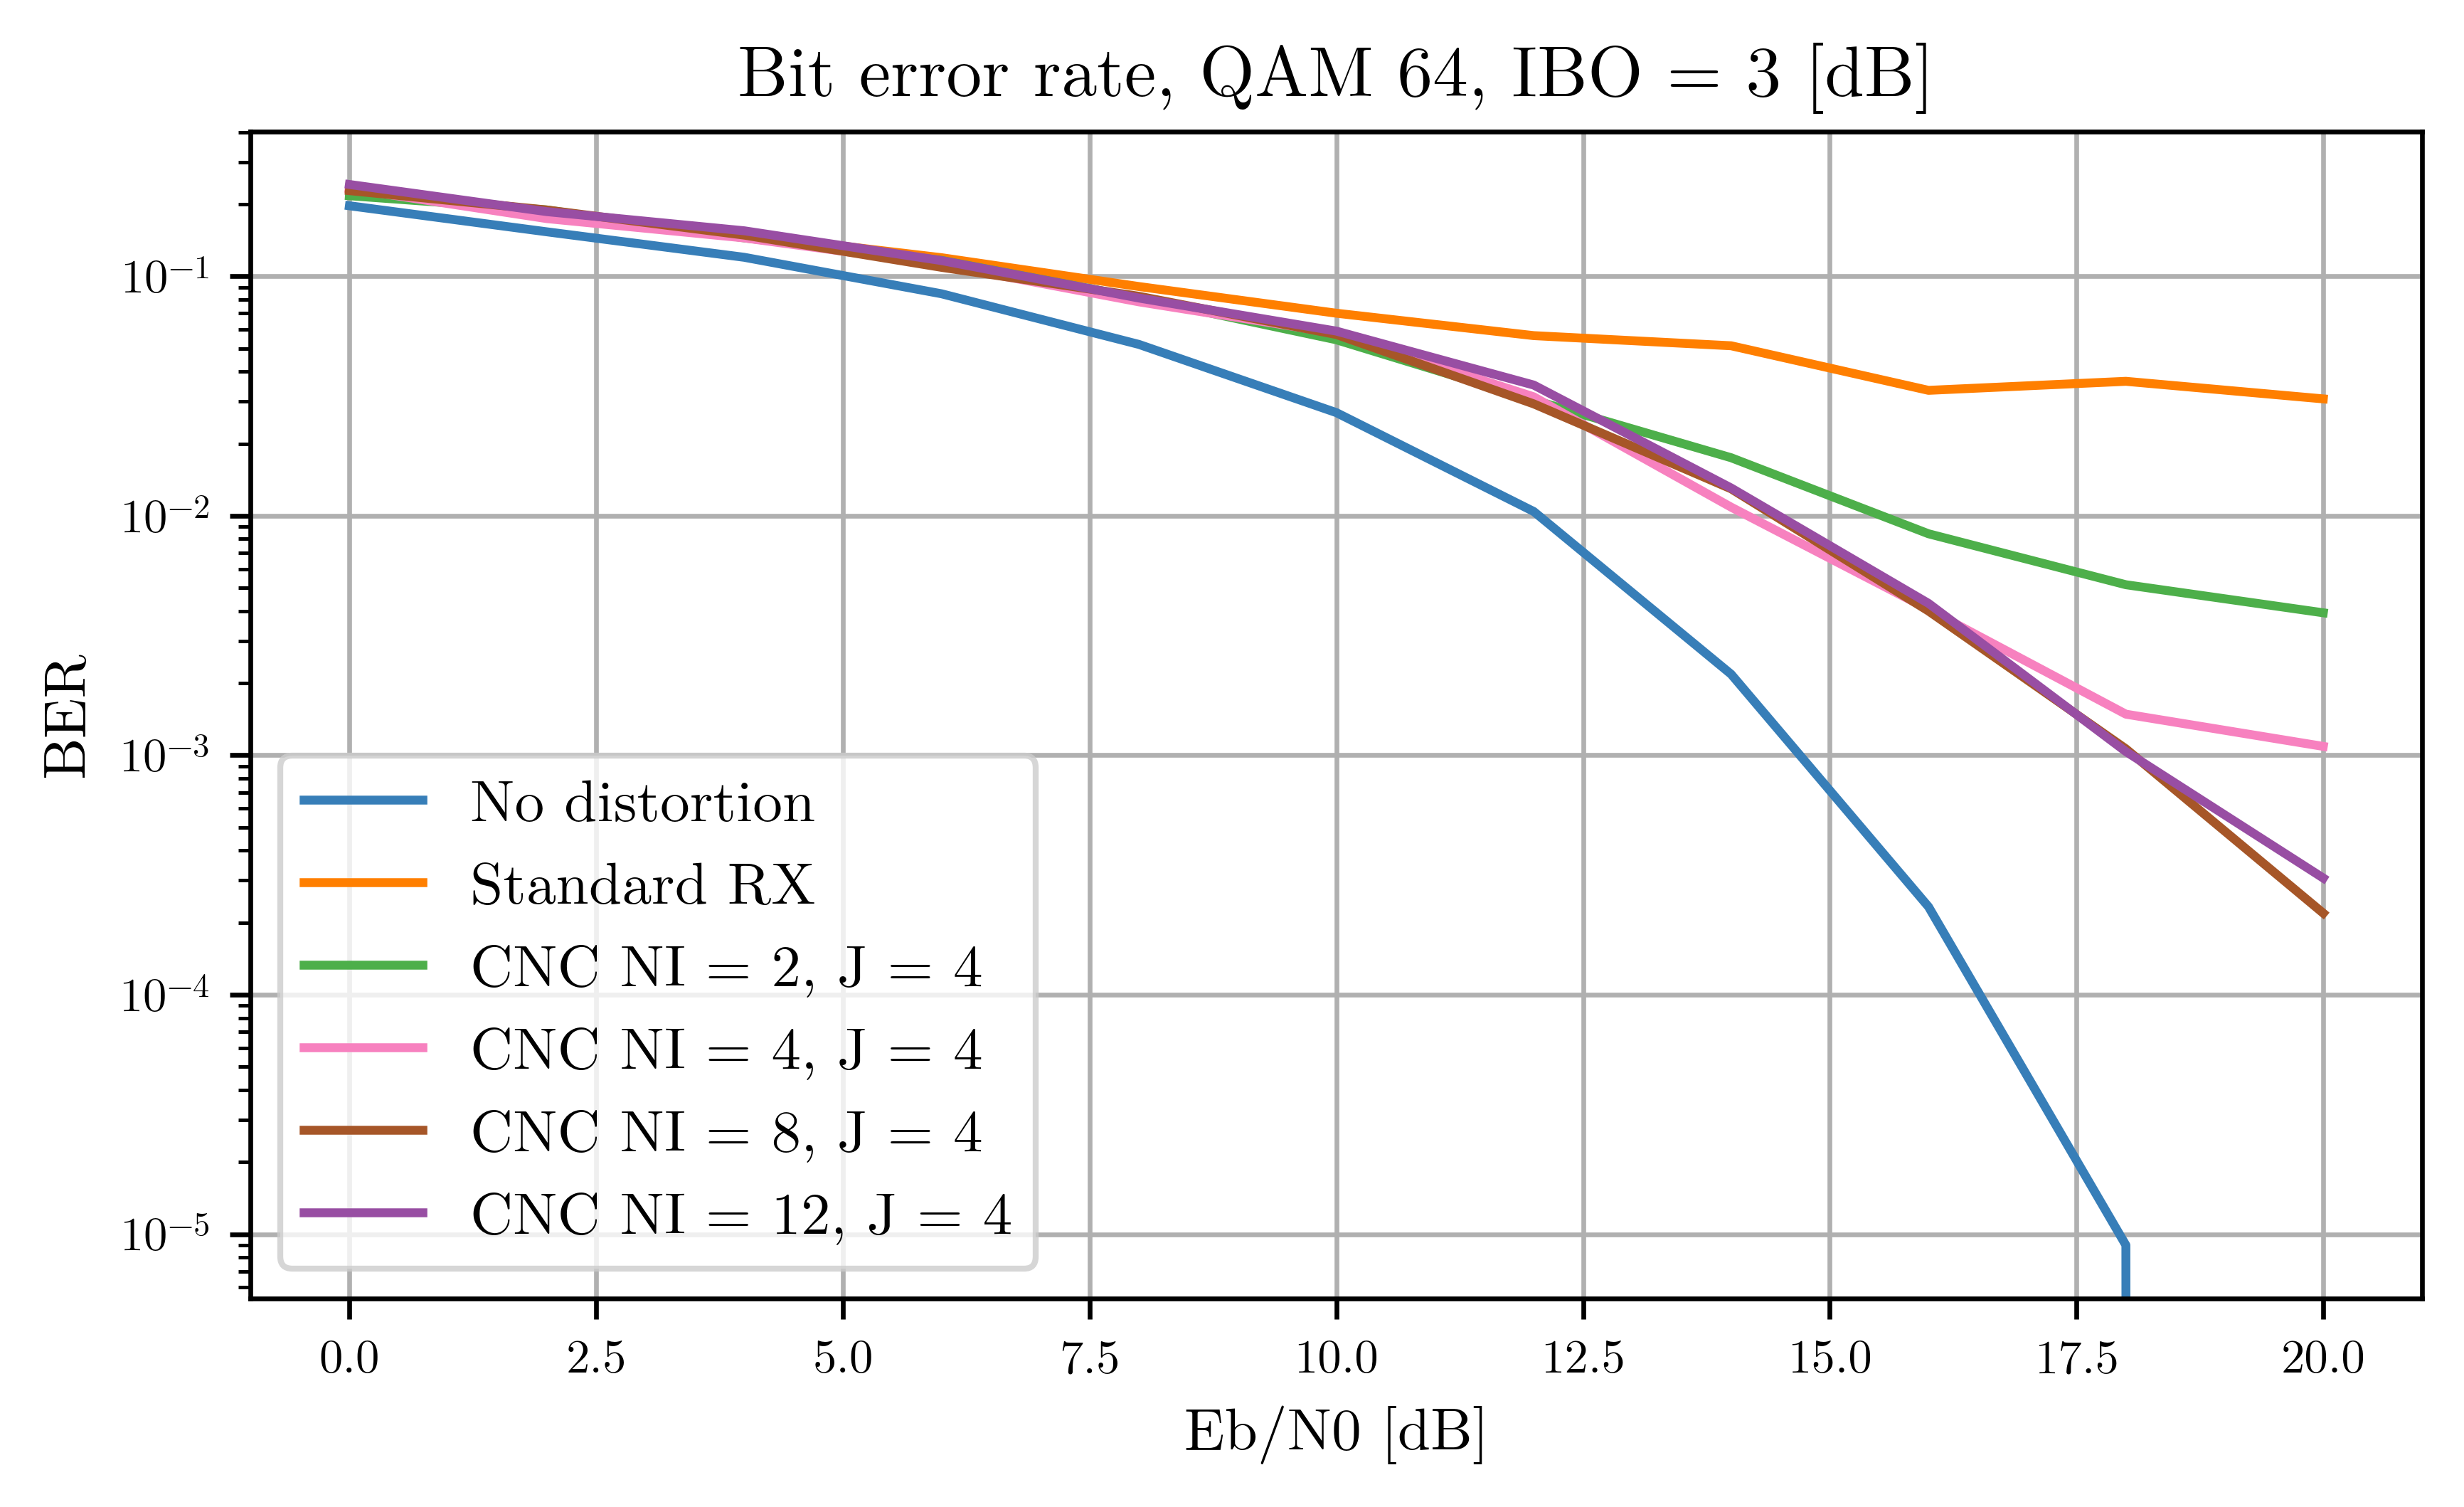 Bit error rate, QAM 64, IBO = 3 [dB]
BER
10⁻¹
10⁻²
10⁻³
10⁻⁴
10⁻⁵
No distortion
Standard RX
CNC NI = 2, J = 4
CNC NI = 4, J = 4
CNC NI = 8, J = 4
CNC NI = 12, J = 4
0.0 2.5 5.0 7.5 10.0 12.5 15.0 17.5 20.0
Eb/N0 [dB]